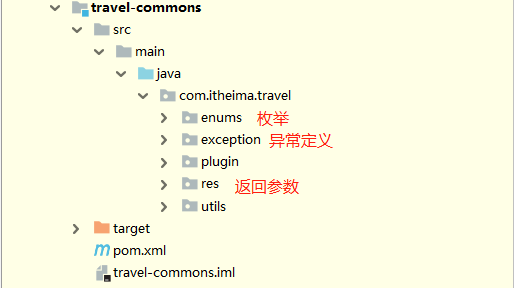 travel-commons
src
main
java
com.itheima.travel
enums 枚举
exception 异常定义
plugin
res 返回参数
utils
target
pom.xml
travel-commons.iml